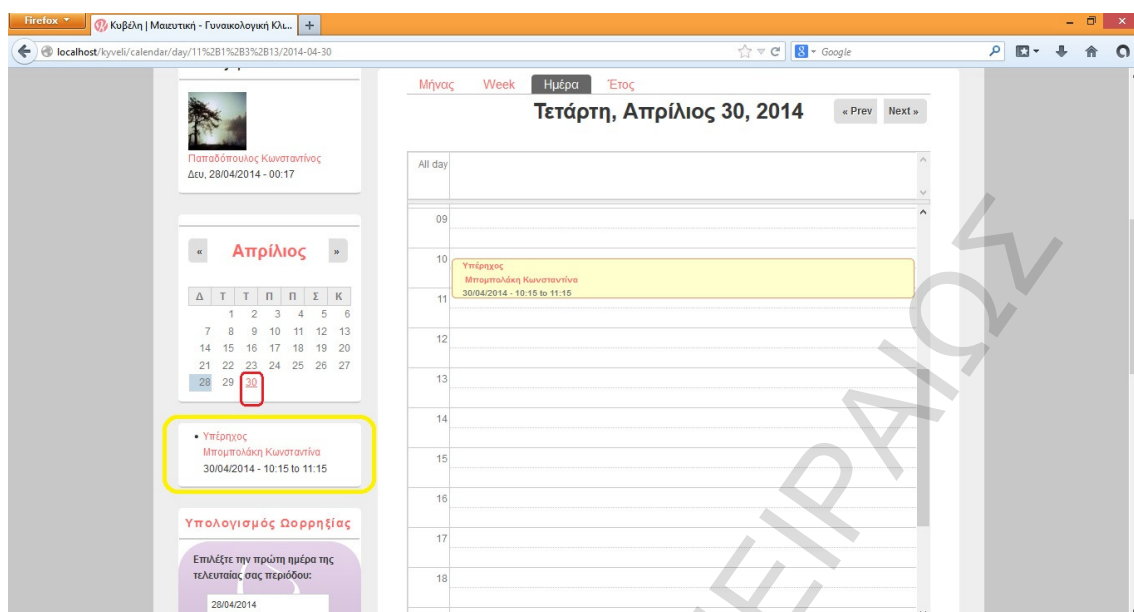 Firefox
Κυβέλη | Μαιευτική - Γυναικολογική Κλι...
+
localhost/kyveli/calendar/day/11%2B1%2B3%2B13/2014-04-30
Google
Παπαδόπουλος Κωνσταντίνος
Δευ, 28/04/2014 - 00:17
« Απρίλιος »
Δ Τ Τ Π Π Σ Κ
1 2 3 4 5 6
7 8 9 10 11 12 13
14 15 16 17 18 19 20
21 22 23 24 25 26 27
28 29 30
• Υπέρηχος
Μπομπολάκη Κωνσταντίνα
30/04/2014 - 10:15 to 11:15
Υπολογισμός Ωορρηξίας
Επιλέξτε την πρώτη ημέρα της
τελευταίας σας περιόδου:
28/04/2014
Μήνας Week Ημέρα Έτος
Τετάρτη, Απρίλιος 30, 2014
« Prev Next »
All day
09
10
Υπέρηχος
Μπομπολάκη Κωνσταντίνα
30/04/2014 - 10:15 to 11:15
11
12
13
14
15
16
17
18
ΠΕΙΡΑΙΩΣ